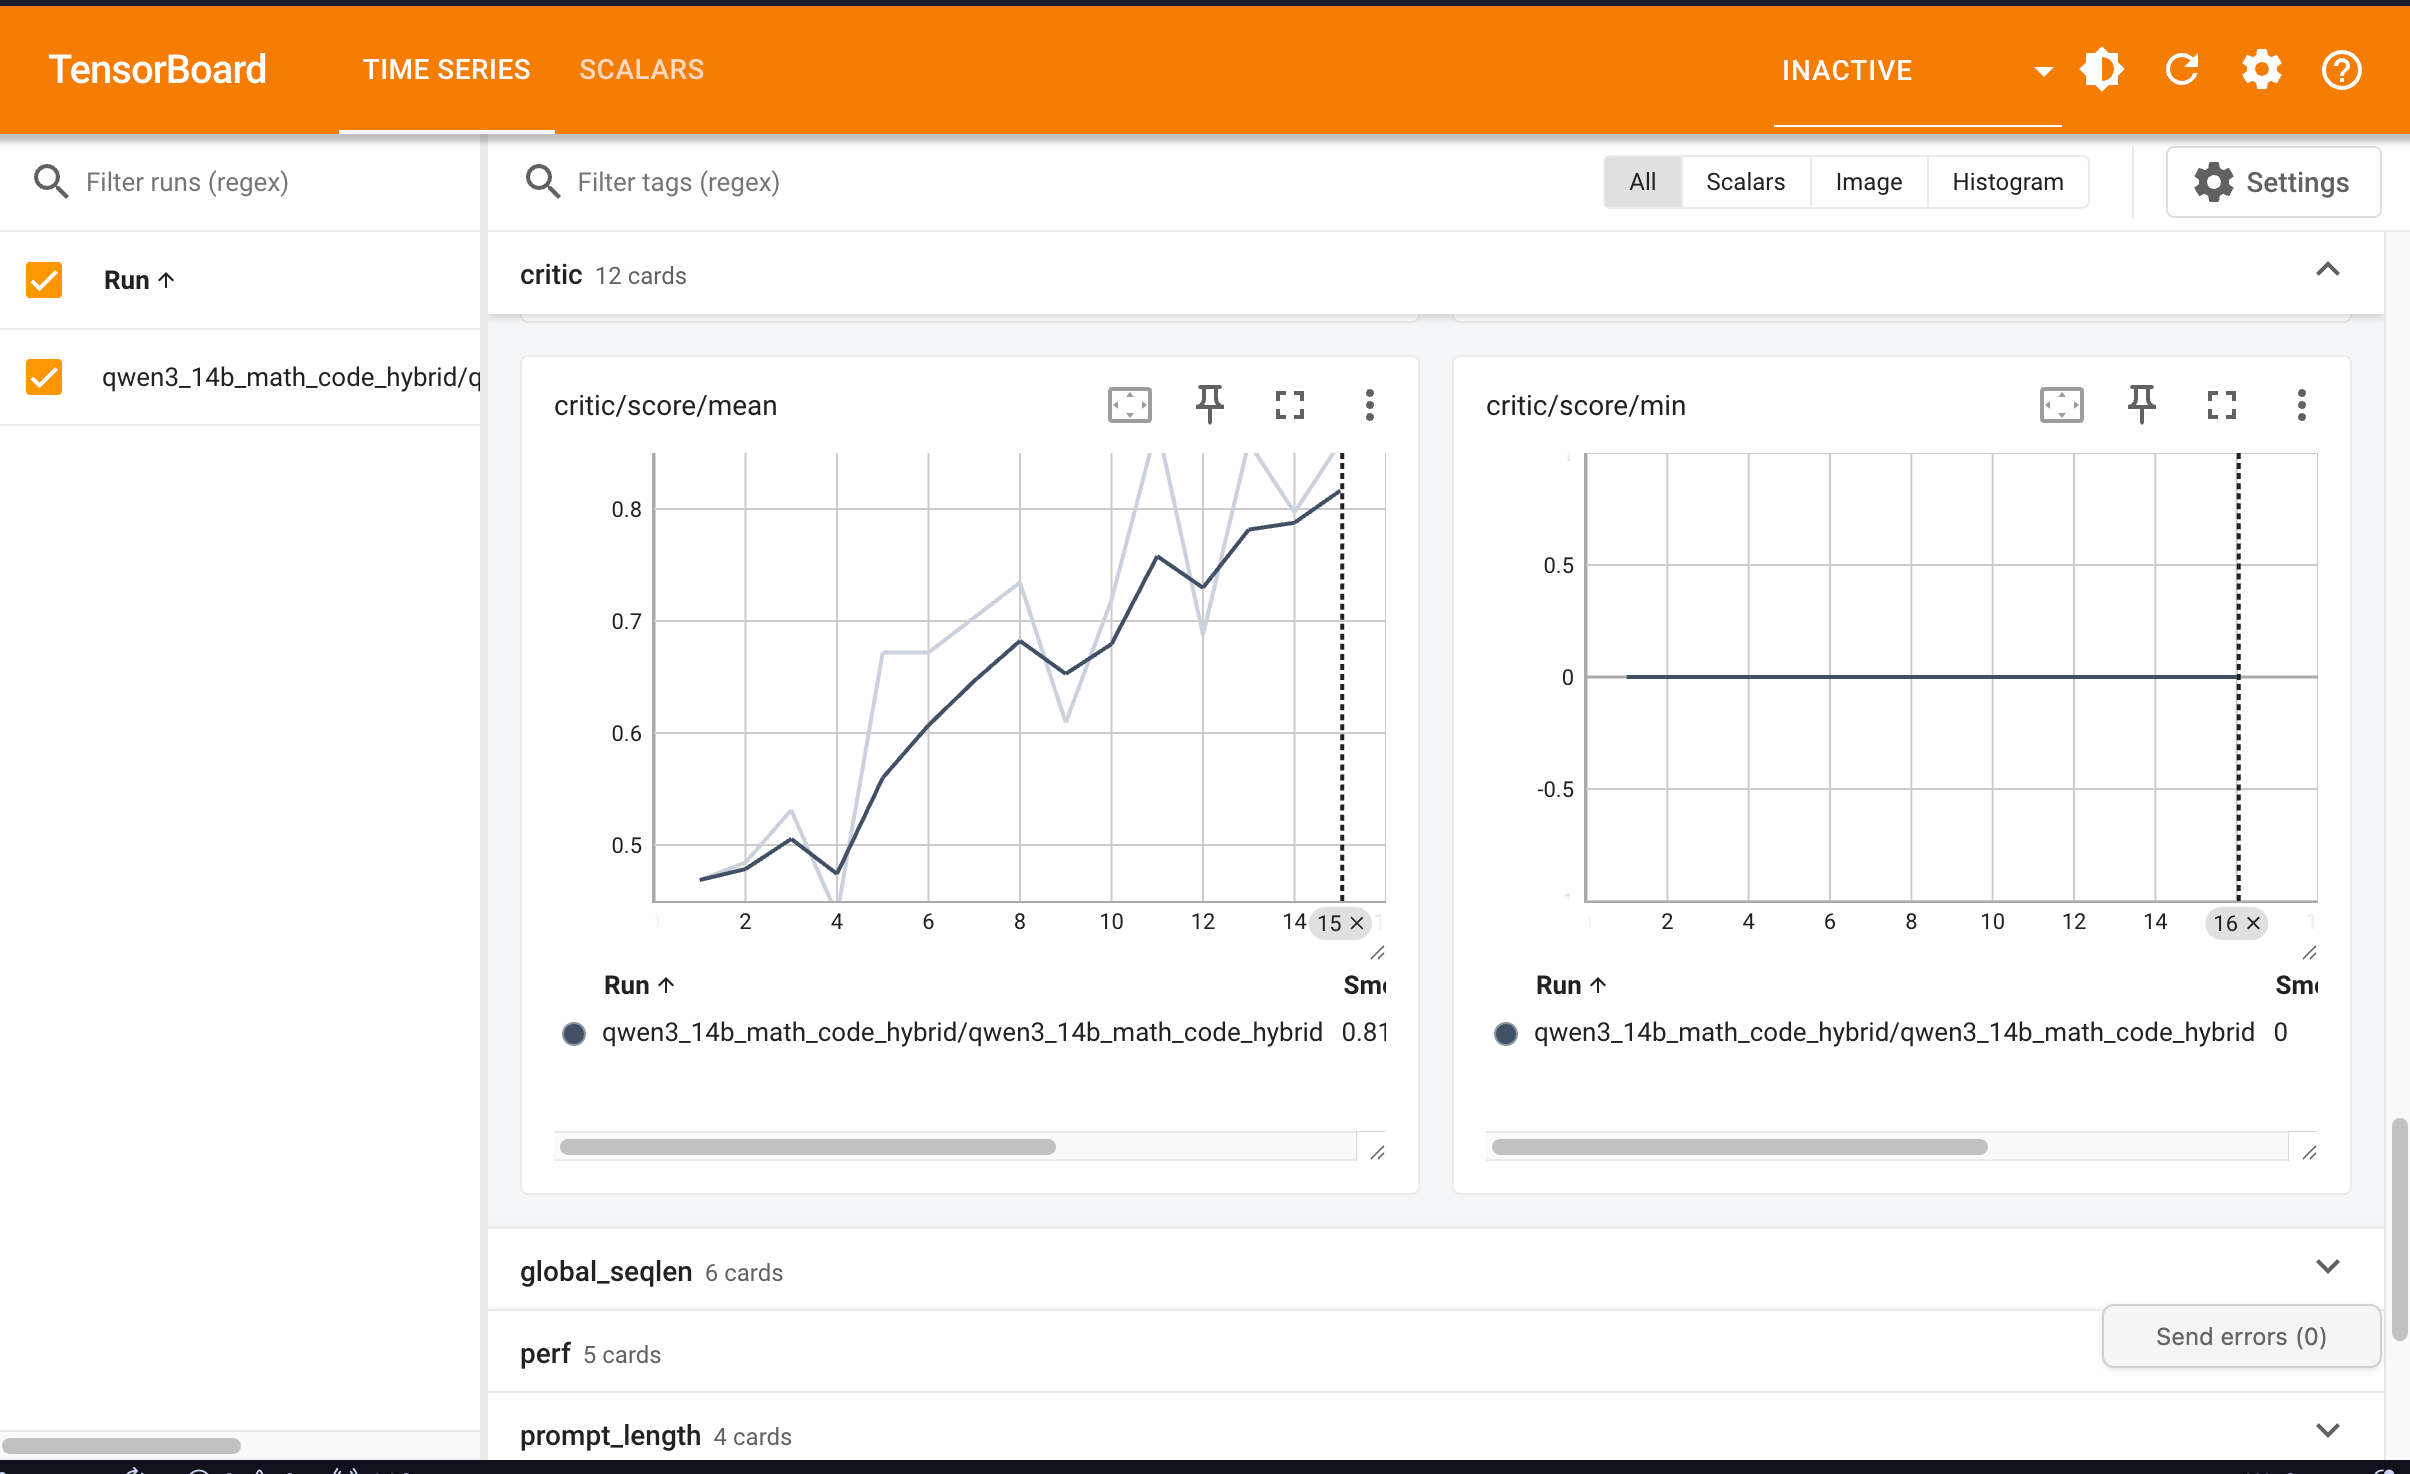 TensorBoard TIME SERIES SCALARS INACTIVE
Filter runs (regex)
Filter tags (regex)
All Scalars Image Histogram Settings
Run ↑
qwen3_14b_math_code_hybrid/q
critic 12 cards
critic/score/mean
0.8
0.7
0.6
0.5
2 4 6 8 10 12 14 15 ×
Run ↑ Smo
qwen3_14b_math_code_hybrid/qwen3_14b_math_code_hybrid 0.81
critic/score/min
0.5
0
-0.5
2 4 6 8 10 12 14 16 ×
Run ↑ Smo
qwen3_14b_math_code_hybrid/qwen3_14b_math_code_hybrid 0
global_seqlen 6 cards
perf 5 cards
Send errors (0)
prompt_length 4 cards